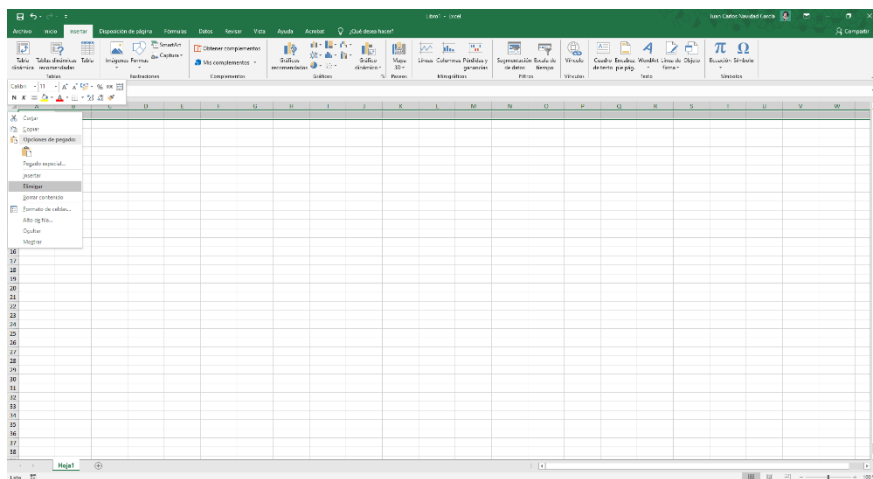 Libro1 - Excel
Juan Carlos Navidad García
Archivo Inicio Insertar Disposición de página Fórmulas Datos Revisar Vista Ayuda Acrobat ¿Qué desea hacer?
Compartir
Tabla dinámica Tablas dinámicas recomendadas Tabla
Imágenes Formas SmartArt Captura
Obtener complementos
Mis complementos
Gráficos recomendados Gráfico dinámico
Mapa 3D
Líneas Columnas Pérdidas y ganancias
Segmentación de datos Escala de tiempo
Vínculo
Cuadro de texto Encabez. pie pág. WordArt Línea de firma Objeto
Ecuación Símbolo
Tablas Ilustraciones Complementos Gráficos Paseos Minigráficos Filtros Vínculos Texto Símbolos
Calibri 11 A A % 000
N K A
A B C D E F G H I J K L M N O P Q R S T U V W
Cortar
Copiar
Opciones de pegado:
Pegado especial...
Insertar
Eliminar
Borrar contenido
Formato de celdas...
Alto de fila...
Ocultar
Mostrar
16
17
18
19
20
21
22
23
24
25
26
27
28
29
30
31
32
33
34
35
36
37
38
Hoja1
Listo
100